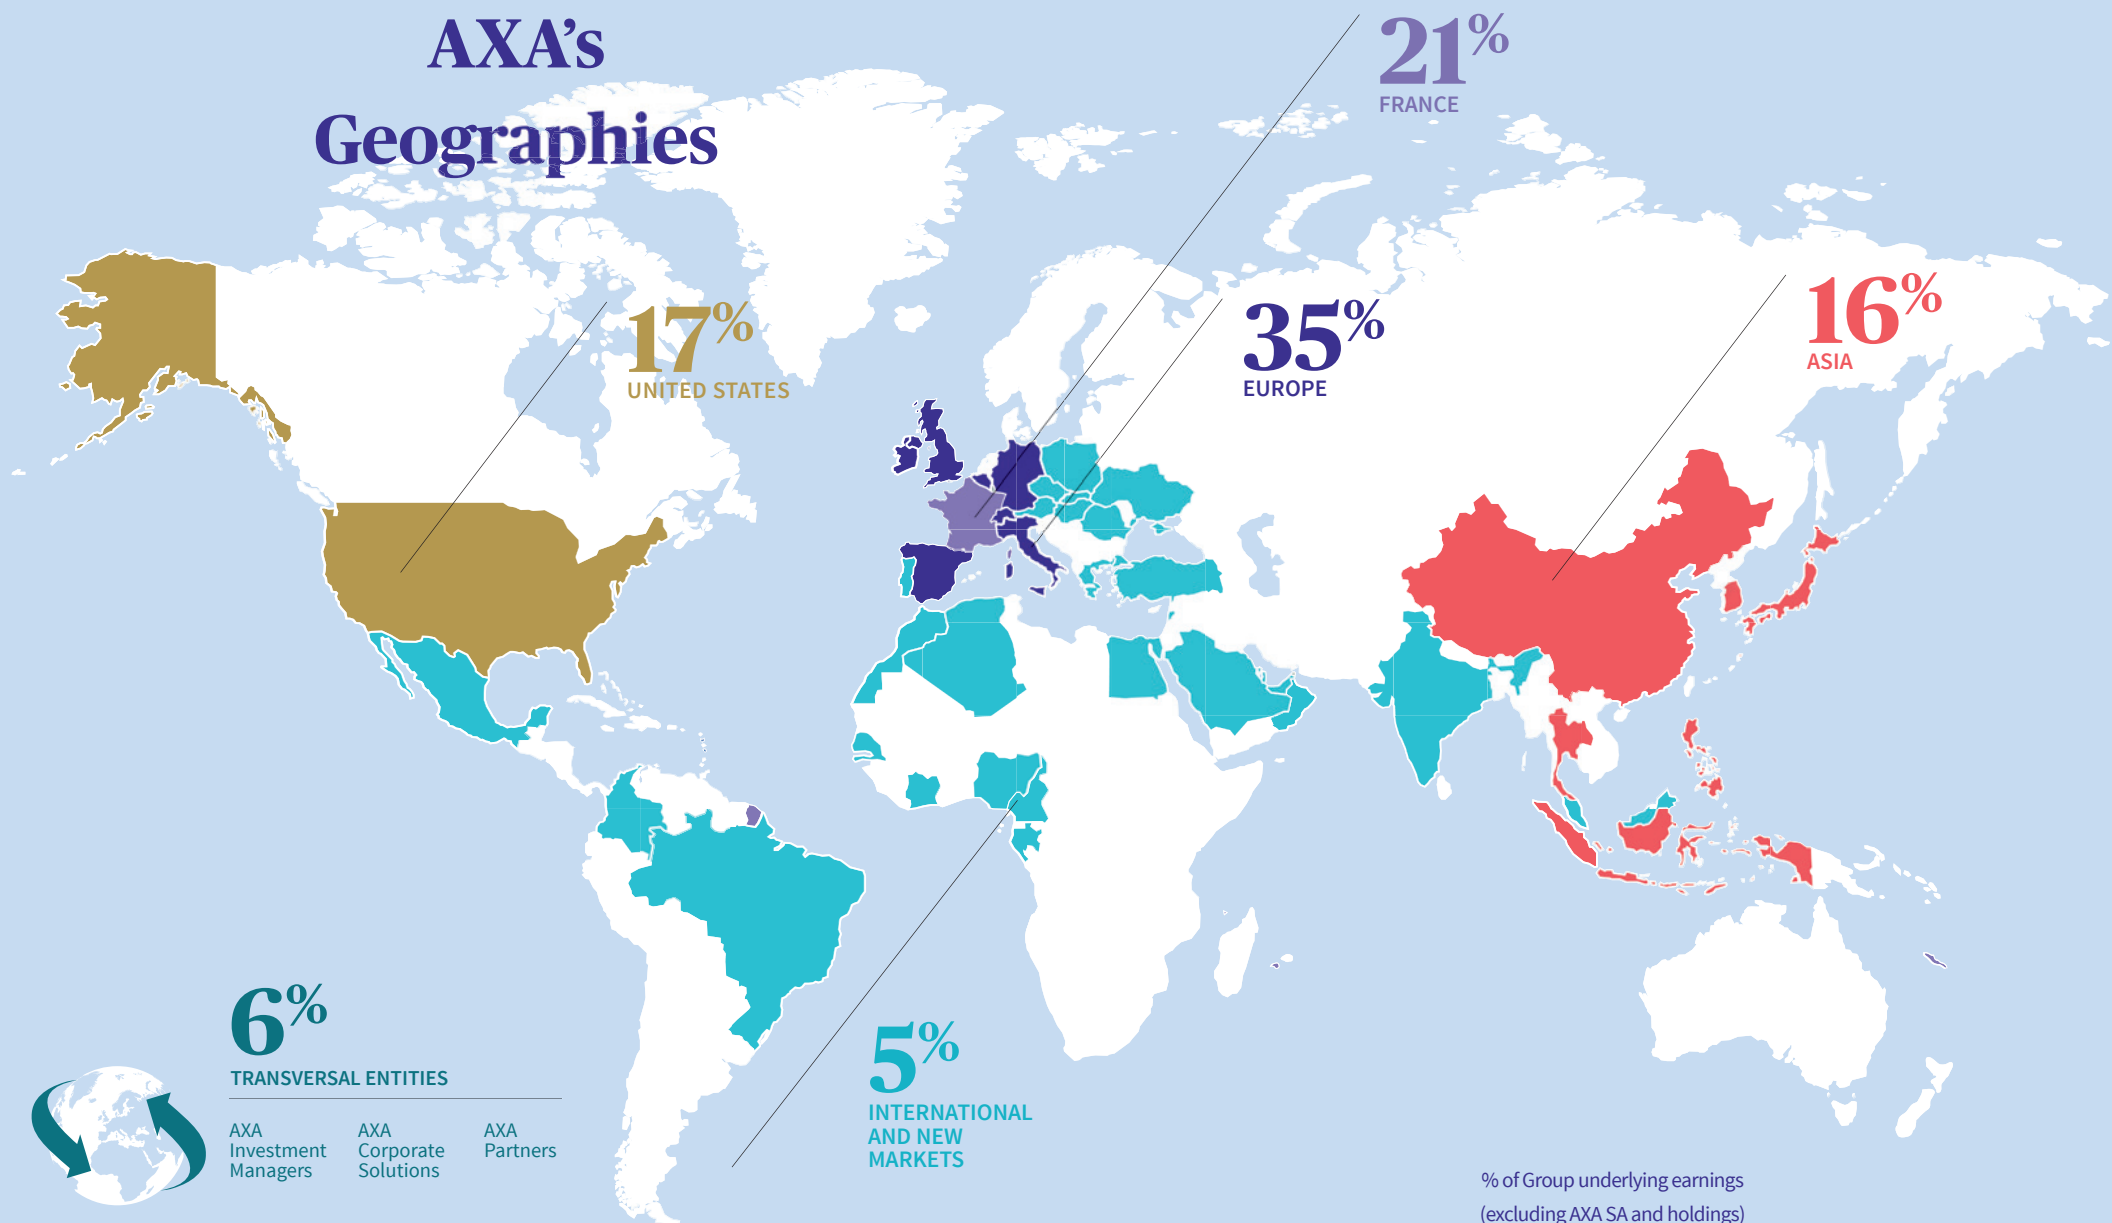 AXA's
Geographies
21%
FRANCE
17%
UNITED STATES
35%
EUROPE
16%
ASIA
6%
TRANSVERSAL ENTITIES
AXA
Investment
Managers
AXA
Corporate
Solutions
AXA
Partners
5%
INTERNATIONAL
AND NEW
MARKETS
% of Group underlying earnings
(excluding AXA SA and holdings)